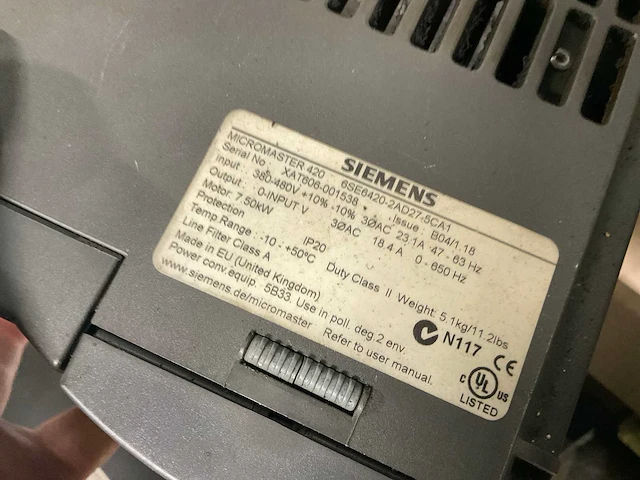 SIEMENS
MICROMASTER 420 6SE6420-2AD27-5CA1
Serial No: XAT606-001538 * Issue: B04/1.18
Input: 380-480V +10% -10% 3ØAC 23.1A 47 - 63 Hz
Output: 0-INPUT V 3ØAC 18.4 A 0 - 650 Hz
Motor: 7.50kW
Protection IP20 Duty Class II Weight: 5.1kg/11.2lbs
Temp Range: -10 - +50ºC
Line Filter Class A
Made in EU (United Kingdom)
Power conv.equip. 5B33. Use in poll. deg.2 env.
www.siemens.de/micromaster Refer to user manual.
N117 CE
C UL US
LISTED